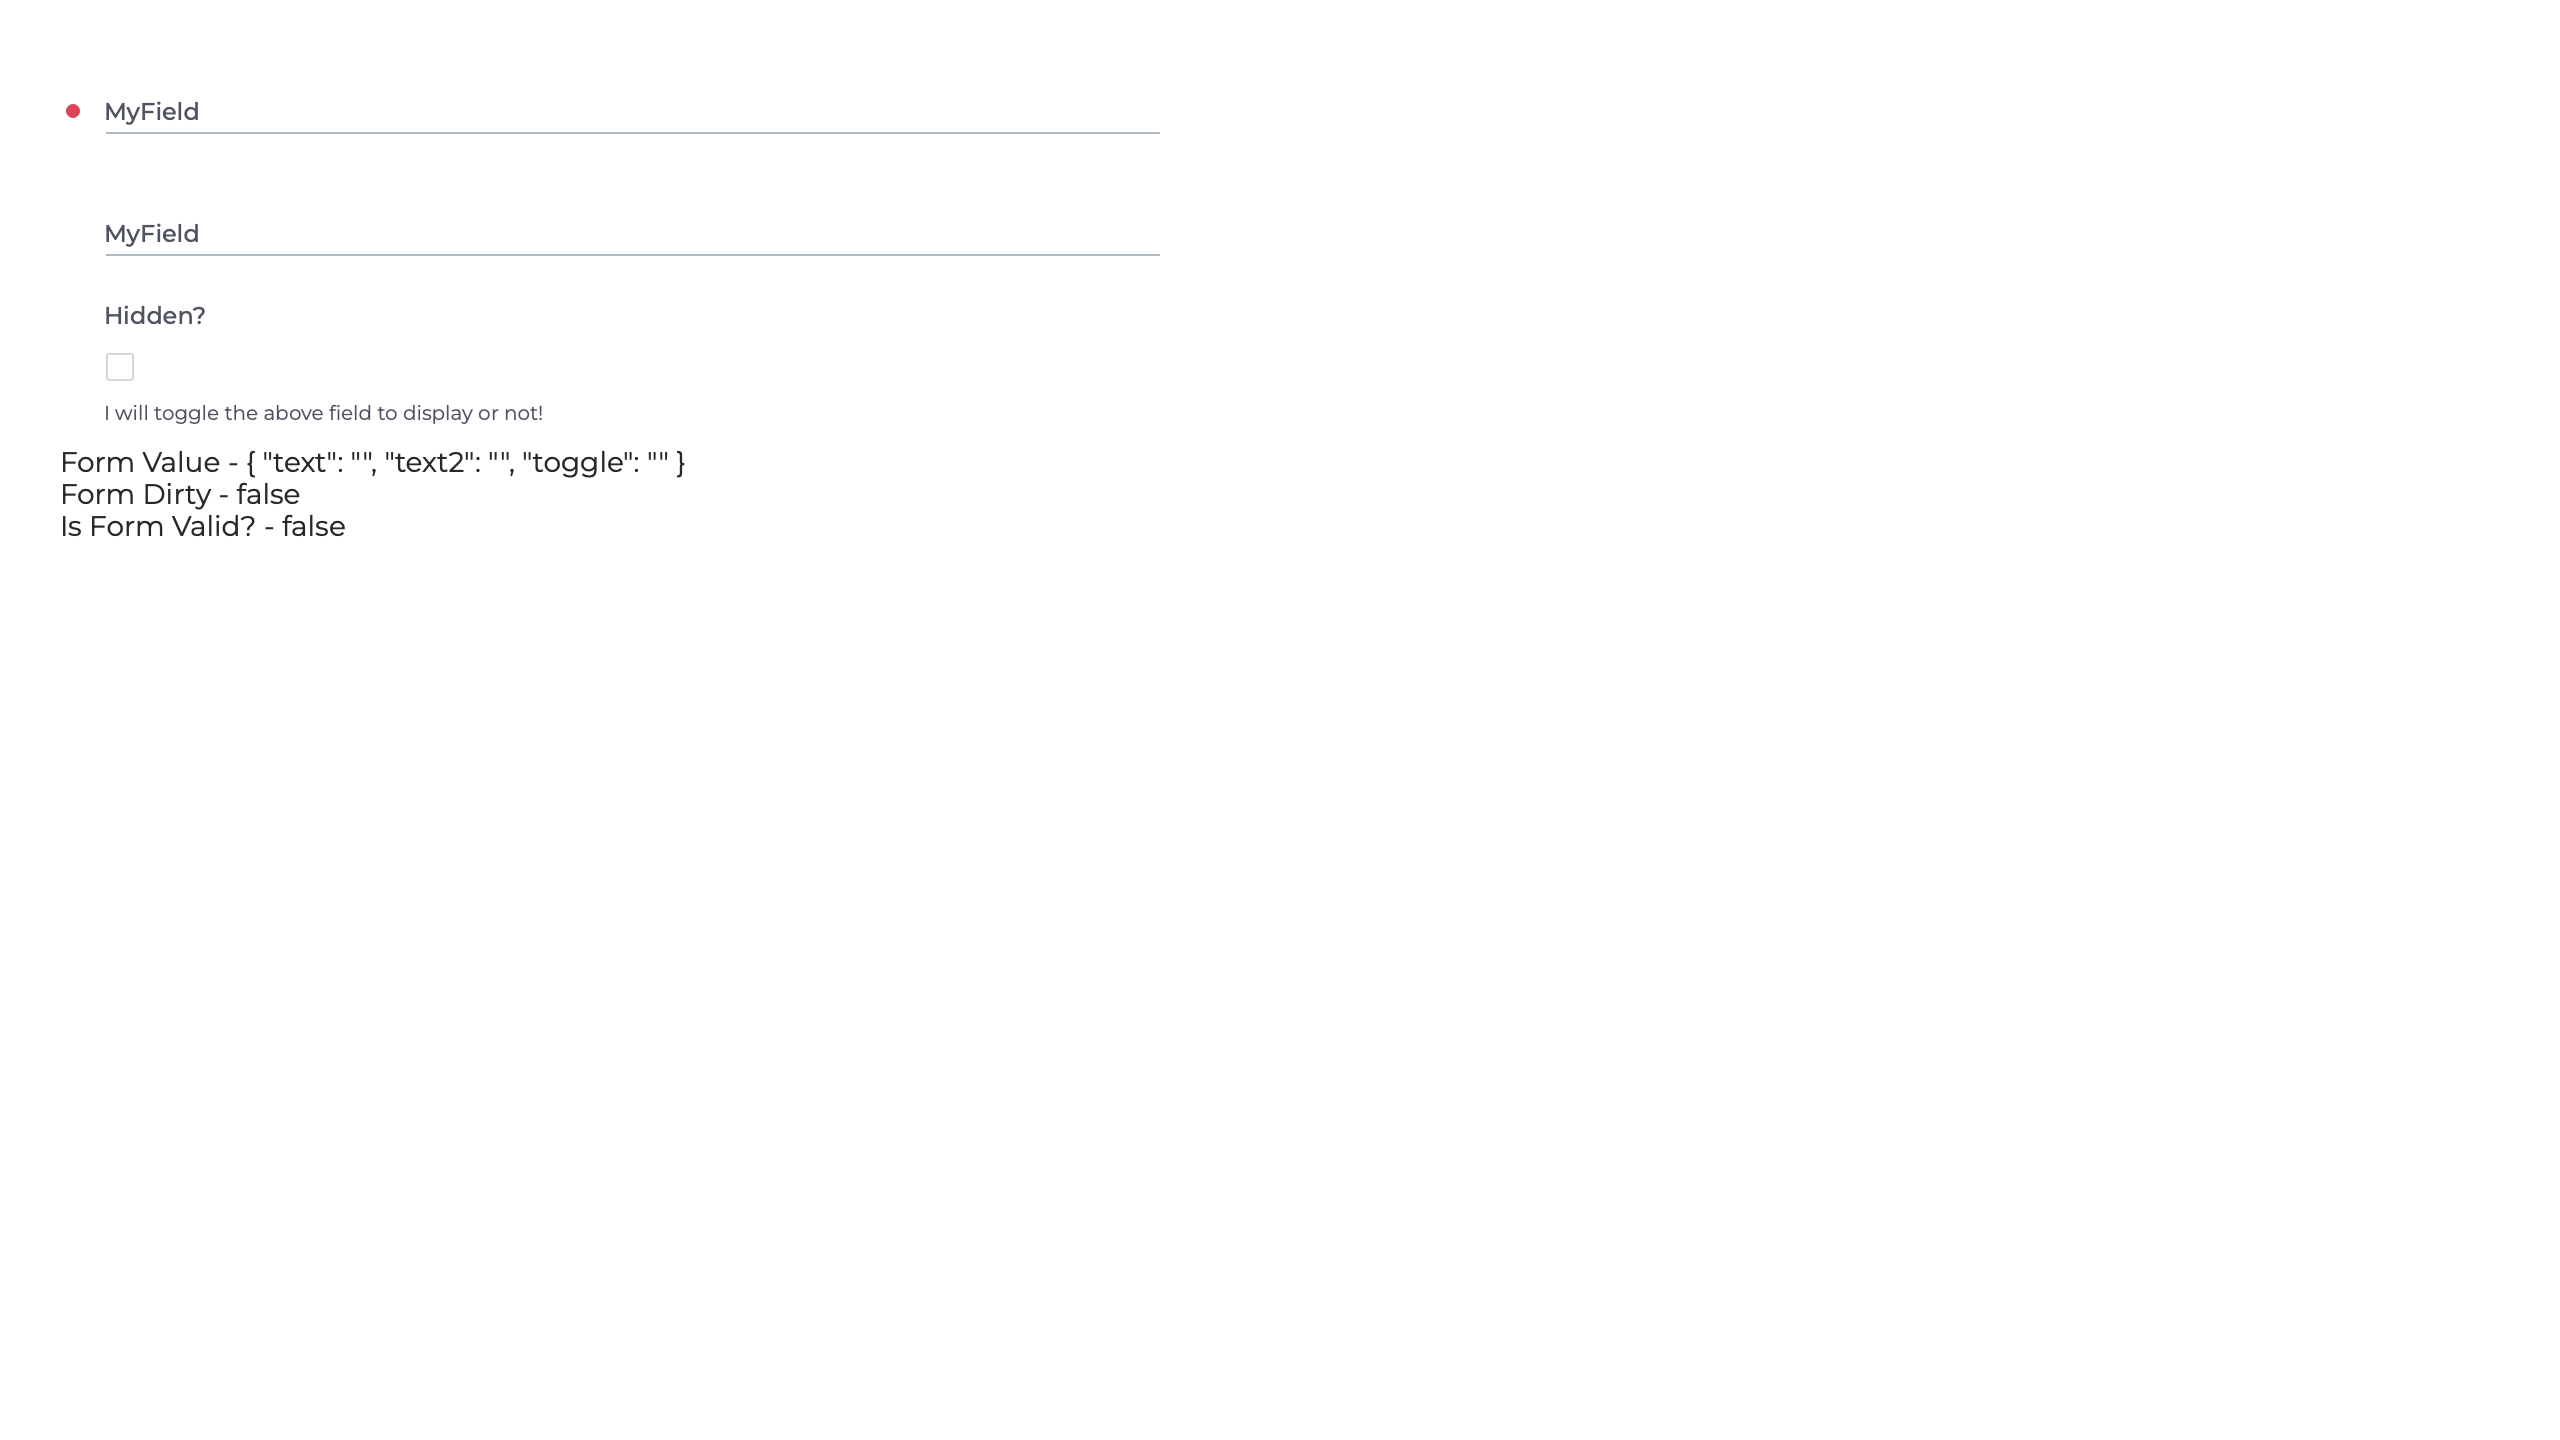 MyField
MyField
Hidden?
I will toggle the above field to display or not!
Form Value - { "text": "", "text2": "", "toggle": "" }
Form Dirty - false
Is Form Valid? - false